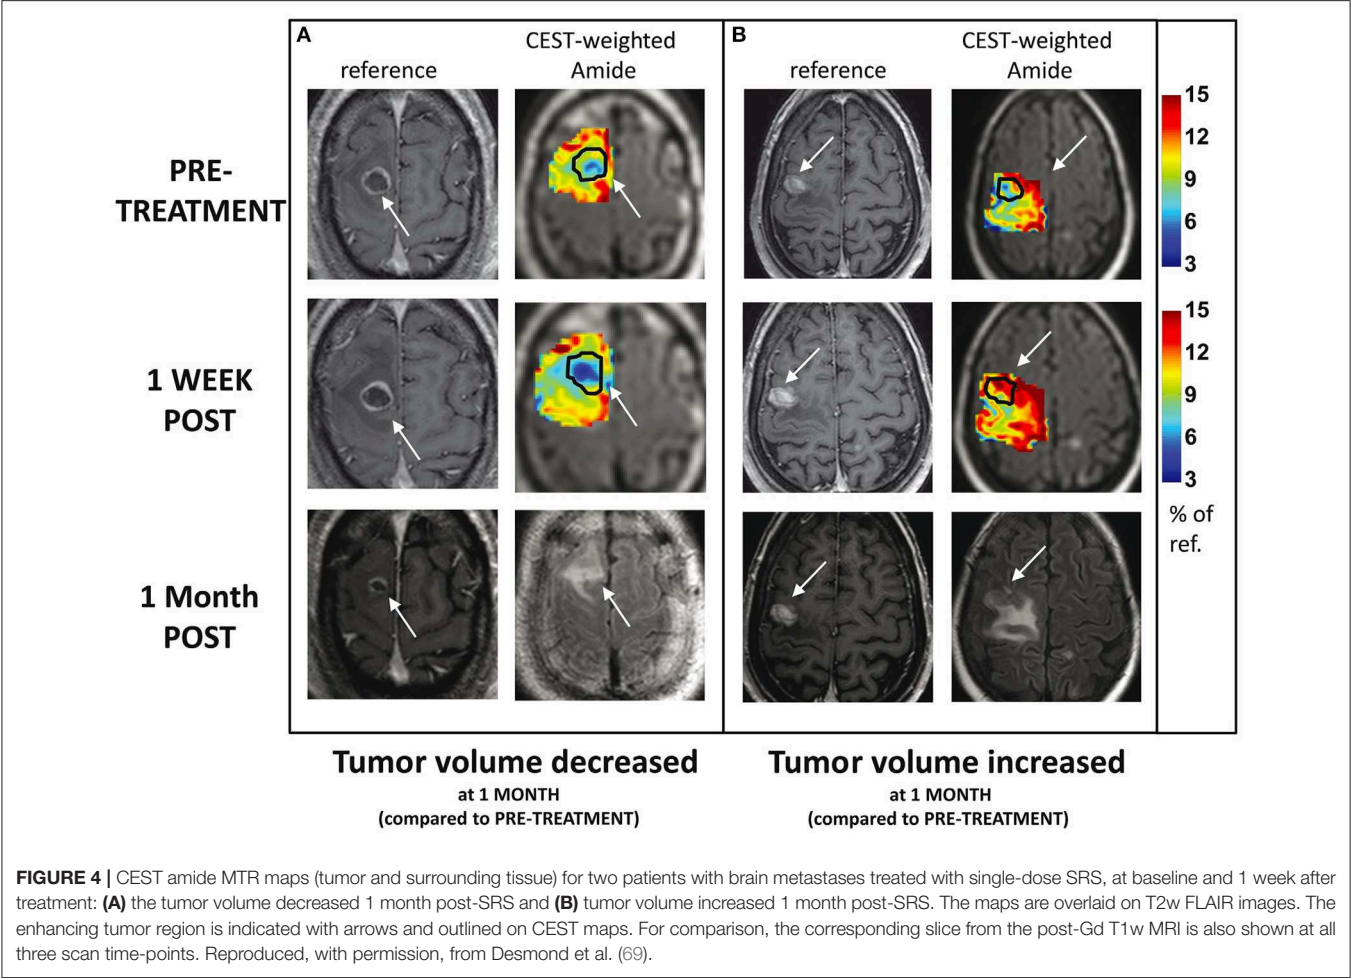 A
CEST-weighted
Amide
reference
B
CEST-weighted
Amide
reference
PRE-
TREATMENT
15
12
9
6
3
1 WEEK
POST
15
12
9
6
3
% of
ref.
1 Month
POST
Tumor volume decreased
at 1 MONTH
(compared to PRE-TREATMENT)
Tumor volume increased
at 1 MONTH
(compared to PRE-TREATMENT)
FIGURE 4 | CEST amide MTR maps (tumor and surrounding tissue) for two patients with brain metastases treated with single-dose SRS, at baseline and 1 week after
treatment: (A) the tumor volume decreased 1 month post-SRS and (B) tumor volume increased 1 month post-SRS. The maps are overlaid on T2w FLAIR images. The
enhancing tumor region is indicated with arrows and outlined on CEST maps. For comparison, the corresponding slice from the post-Gd T1w MRI is also shown at all
three scan time-points. Reproduced, with permission, from Desmond et al. (69).